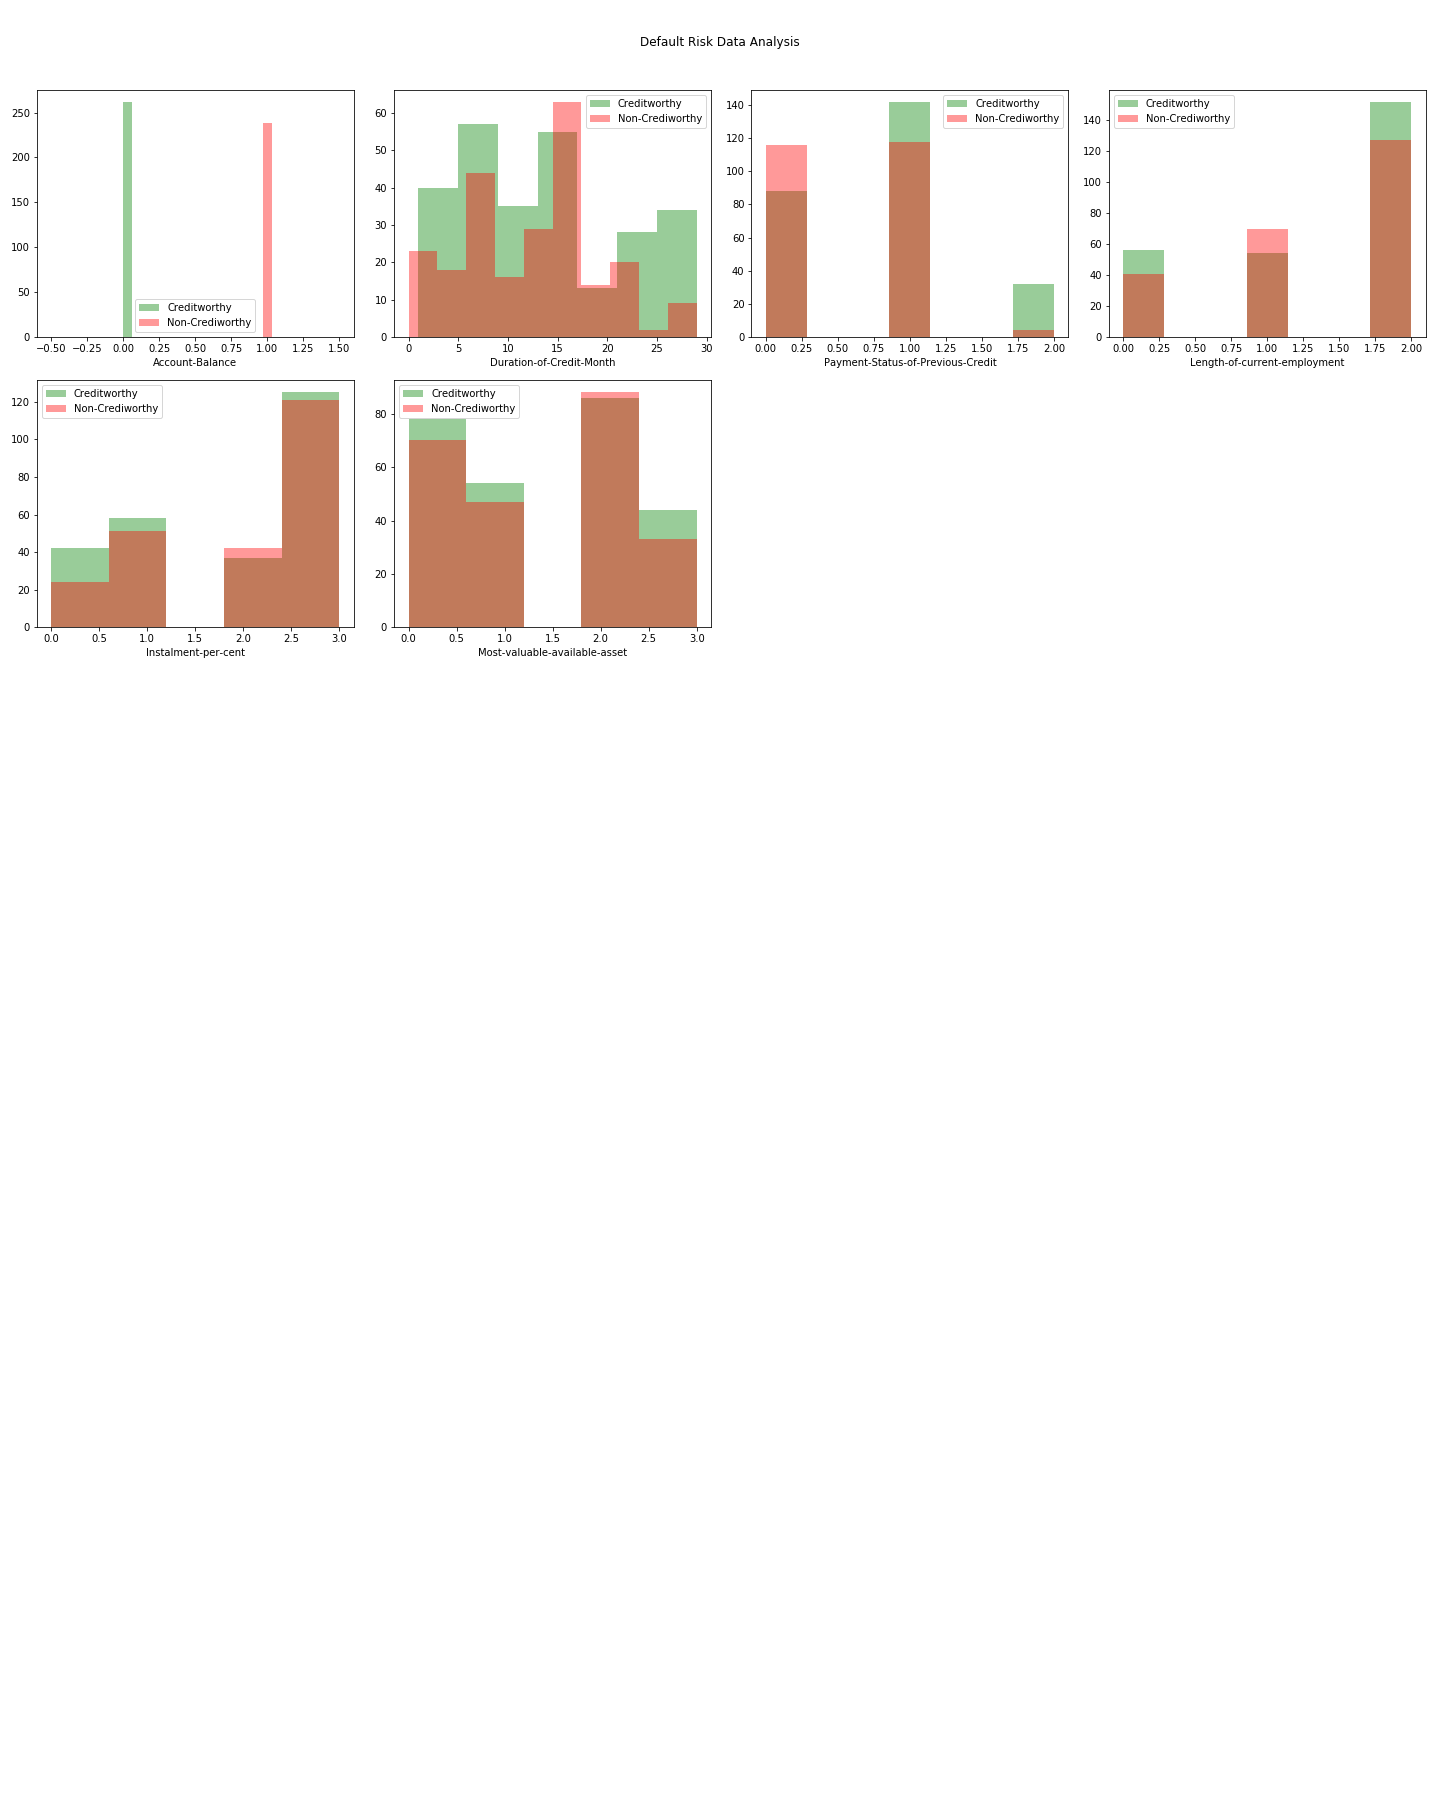 Default Risk Data Analysis
250
200
150
100
50
0
Creditworthy
Non-Crediworthy
−0.50 −0.25 0.00 0.25 0.50 0.75 1.00 1.25 1.50
Account-Balance
60
50
40
30
20
10
0
Creditworthy
Non-Crediworthy
0 5 10 15 20 25 30
Duration-of-Credit-Month
140
120
100
80
60
40
20
0
Creditworthy
Non-Crediworthy
0.00 0.25 0.50 0.75 1.00 1.25 1.50 1.75 2.00
Payment-Status-of-Previous-Credit
140
120
100
80
60
40
20
0
Creditworthy
Non-Crediworthy
0.00 0.25 0.50 0.75 1.00 1.25 1.50 1.75 2.00
Length-of-current-employment
120
100
80
60
40
20
0
Creditworthy
Non-Crediworthy
0.0 0.5 1.0 1.5 2.0 2.5 3.0
Instalment-per-cent
80
60
40
20
0
Creditworthy
Non-Crediworthy
0.0 0.5 1.0 1.5 2.0 2.5 3.0
Most-valuable-available-asset